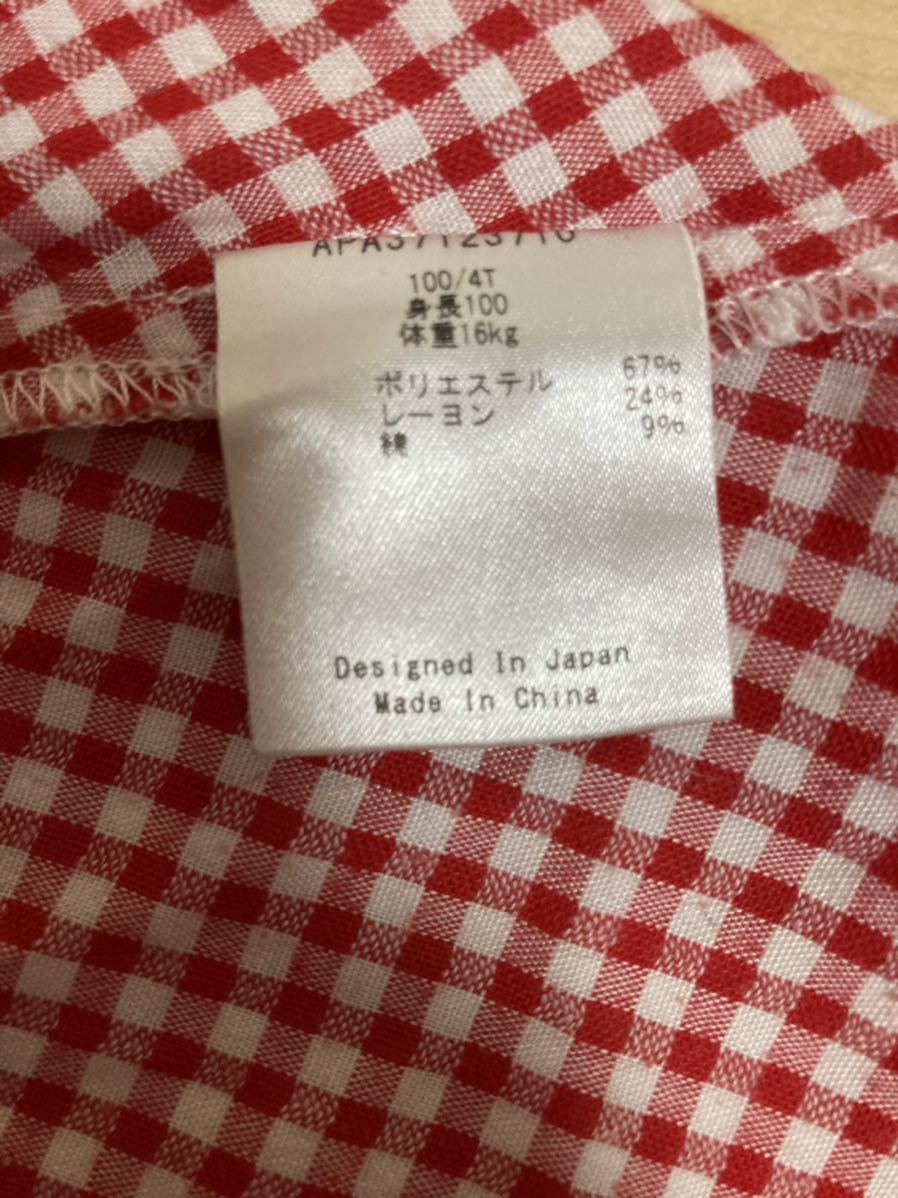 APA37123716
100/4T
身長100
体重16kg
ポリエステル 67%
レーヨン 24%
綿 9%
Designed In Japan
Made In China